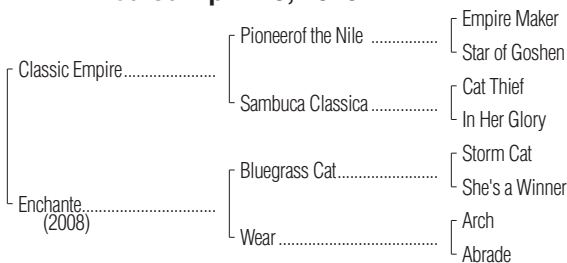 Empire Maker
Pioneerof the Nile ................
Star of Goshen
Classic Empire......................
Cat Thief
Sambuca Classica ................
In Her Glory
Storm Cat
Bluegrass Cat........................
She's a Winner
Enchante................................
(2008)
Arch
Wear ......................................
Abrade